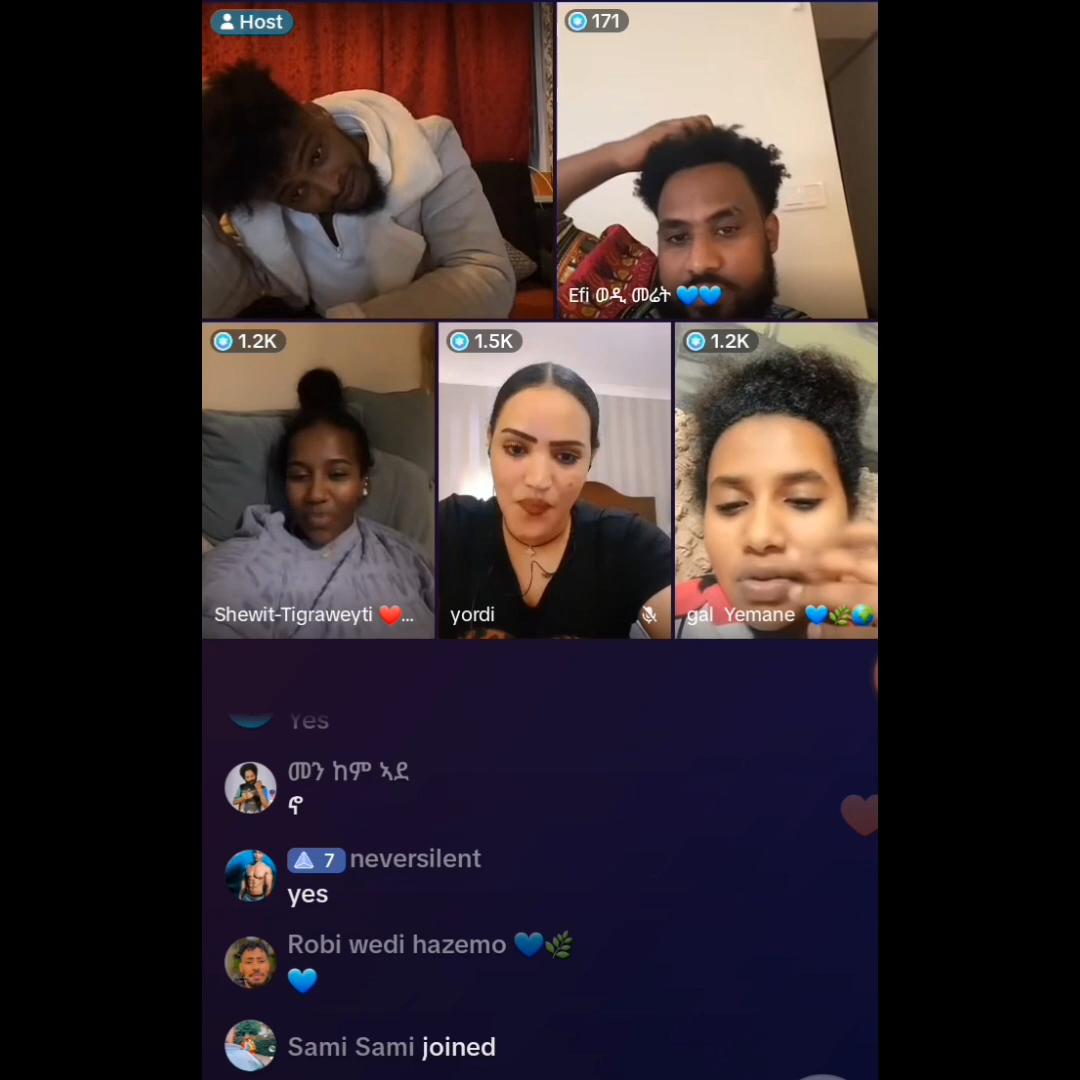 Host
171
Efi ወዲ መሬት 💙💙
1.2K
1.5K
1.2K
Shewit-Tigraweyti ❤️...
yordi
gal Yemane 💙🌿🌍
Yes
መን ከም ኣደ
ኖ
7 neversilent
yes
Robi wedi hazemo 💙🌿
💙
Sami Sami joined